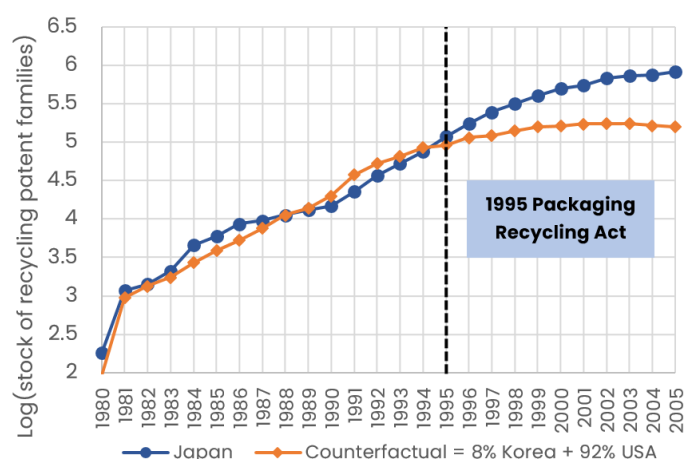 Log(stock of recycling patent families)
6.5
6
5.5
5
4.5
4
3.5
3
2.5
2
1995 Packaging
Recycling Act
1980 1981 1982 1983 1984 1985 1986 1987 1988 1989 1990 1991 1992 1993 1994 1995 1996 1997 1998 1999 2000 2001 2002 2003 2004 2005
Japan Counterfactual = 8% Korea + 92% USA